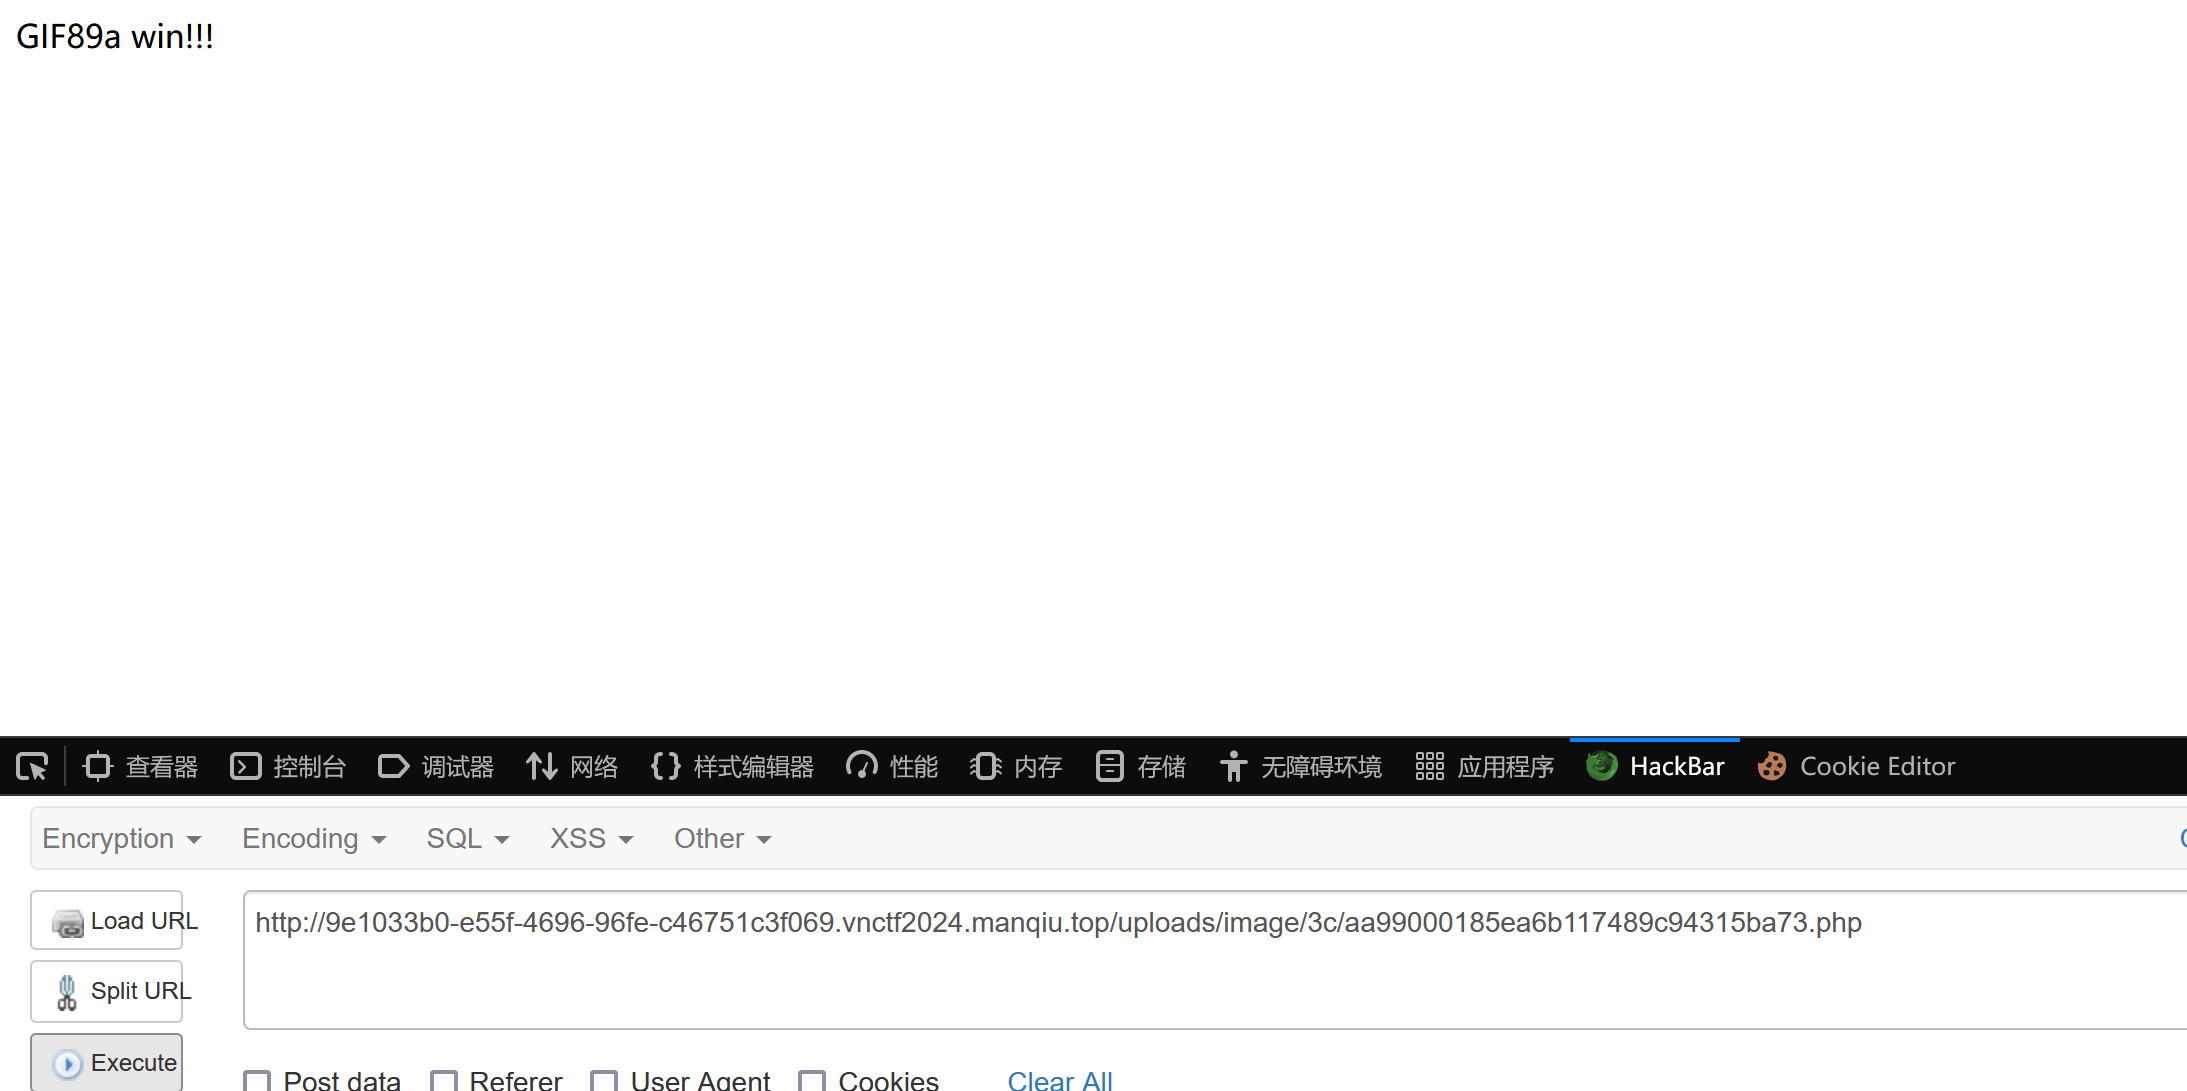 GIF89a win!!!
查看器 控制台 调试器 网络 样式编辑器 性能 内存 存储 无障碍环境 应用程序 HackBar Cookie Editor
Encryption Encoding SQL XSS Other
Load URL
http://9e1033b0-e55f-4696-96fe-c46751c3f069.vnctf2024.manqiu.top/uploads/image/3c/aa99000185ea6b117489c94315ba73.php
Split URL
Execute
Post data Referer User Agent Cookies Clear All